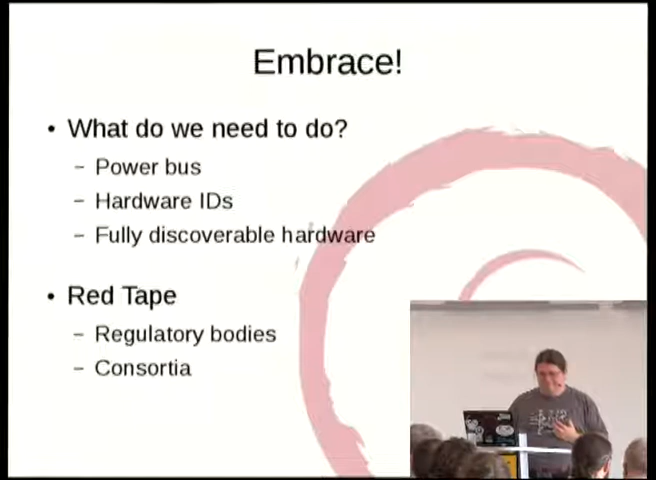 Embrace!
• What do we need to do?
– Power bus
– Hardware IDs
– Fully discoverable hardware
• Red Tape
– Regulatory bodies
– Consortia